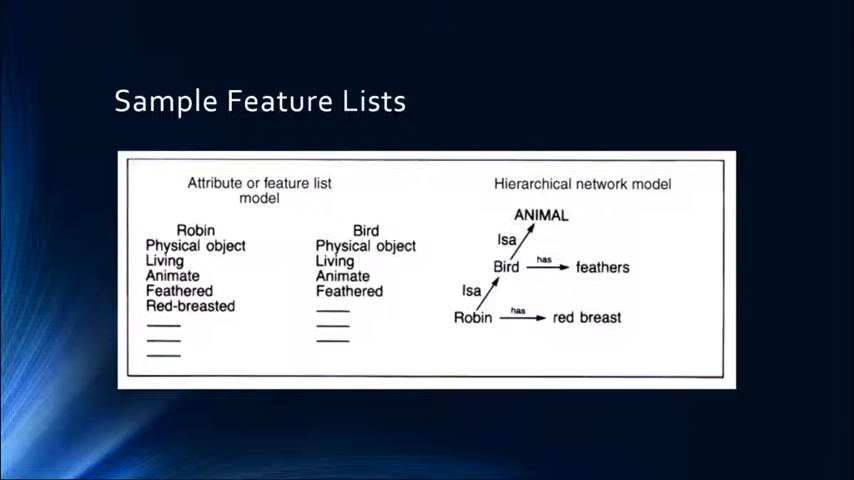 Sample Feature Lists
Attribute or feature list
model
Robin
Physical object
Living
Animate
Feathered
Red-breasted
Bird
Physical object
Living
Animate
Feathered
Hierarchical network model
ANIMAL
Isa
Bird has feathers
Isa
Robin has red breast